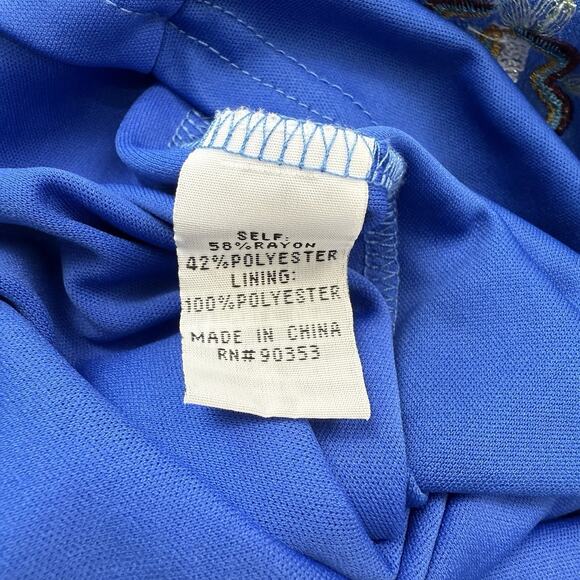 SELF:
58%RAYON
42%POLYESTER
LINING:
100%POLYESTER
MADE IN CHINA
RN#90353